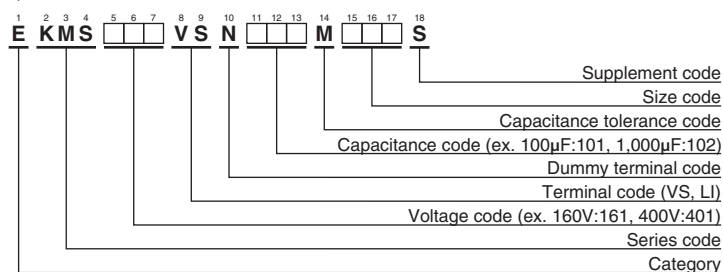 1 2 3 4 5 6 7 8 9 10 11 12 13 14 15 16 17 18
E KMS □□□ VS N □□□ M □□□ S
Supplement code
Size code
Capacitance tolerance code
Capacitance code (ex. 100μF:101, 1,000μF:102)
Dummy terminal code
Terminal code (VS, LI)
Voltage code (ex. 160V:161, 400V:401)
Series code
Category